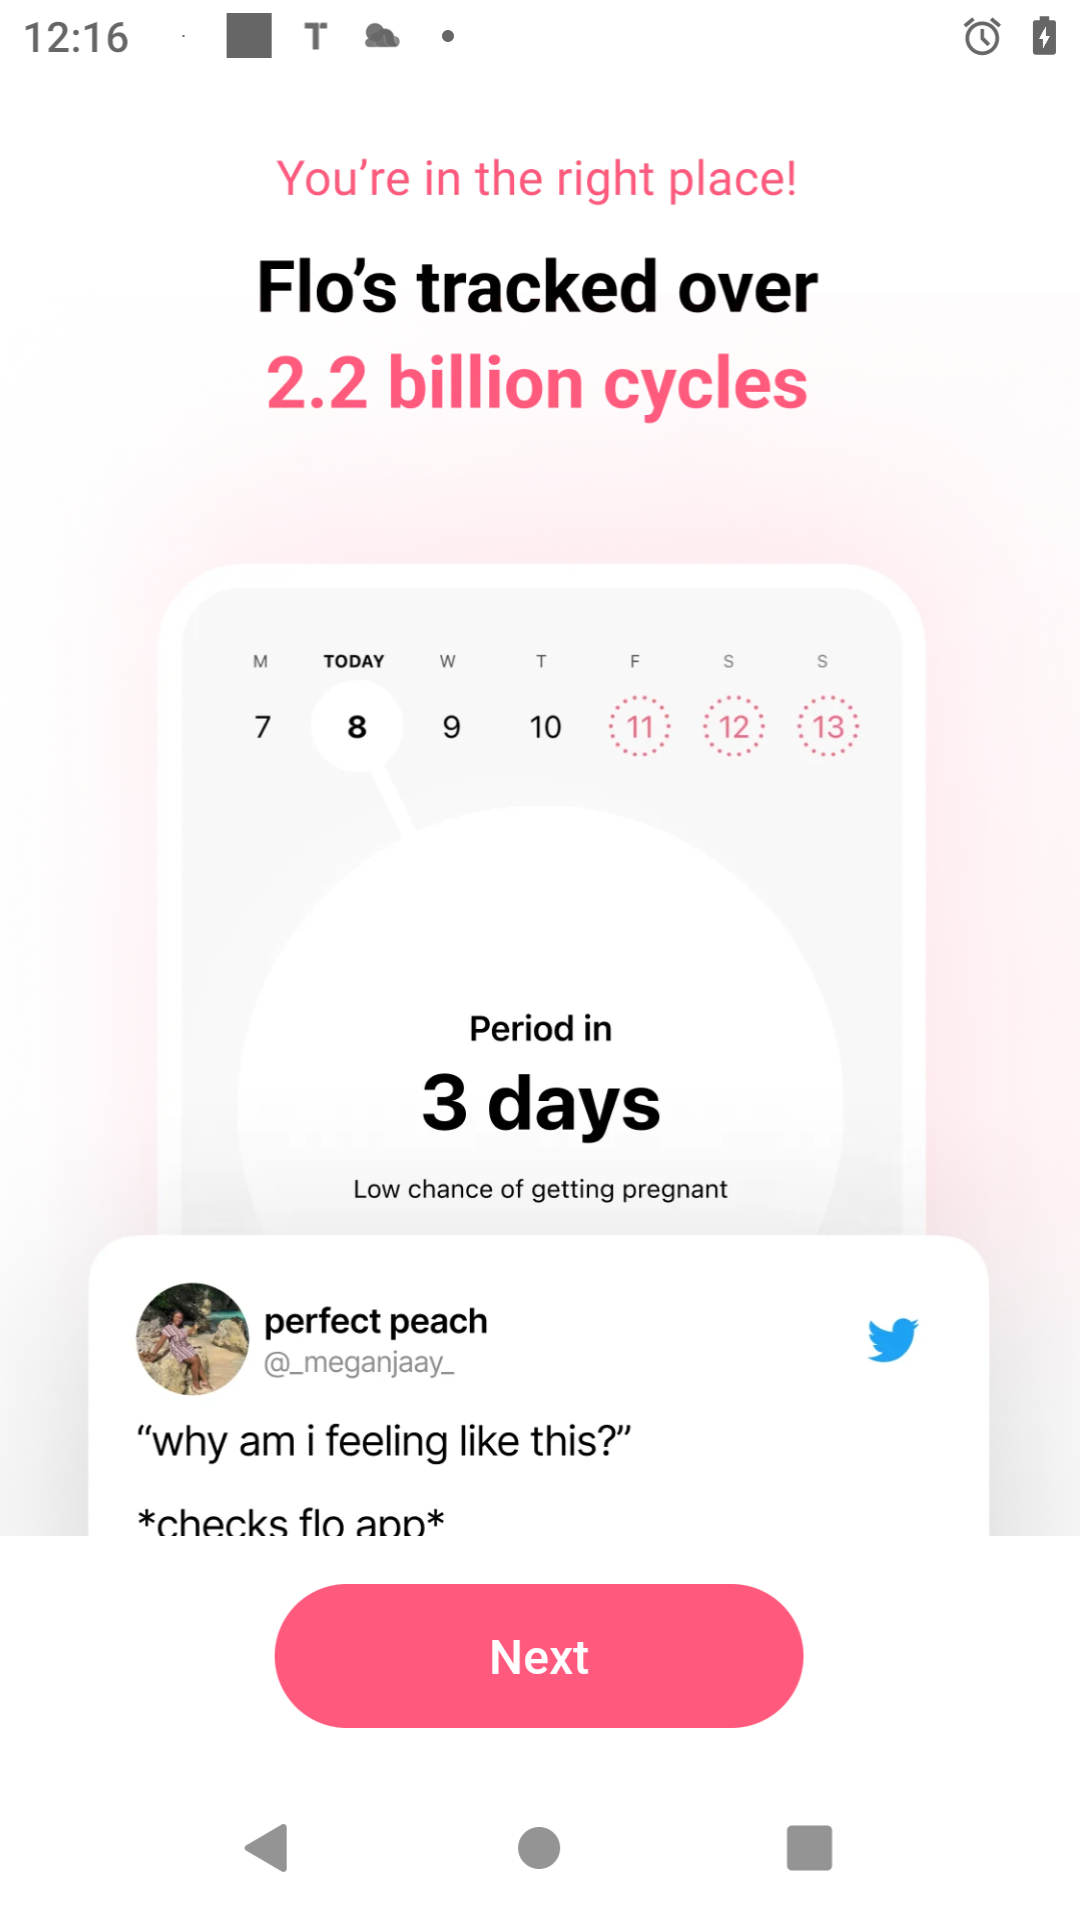 12:16
You’re in the right place!
Flo’s tracked over
2.2 billion cycles
M TODAY W T F S S
7 8 9 10 11 12 13
Period in
3 days
Low chance of getting pregnant
perfect peach
@_meganjaay_
“why am i feeling like this?”
*checks flo app*
Next